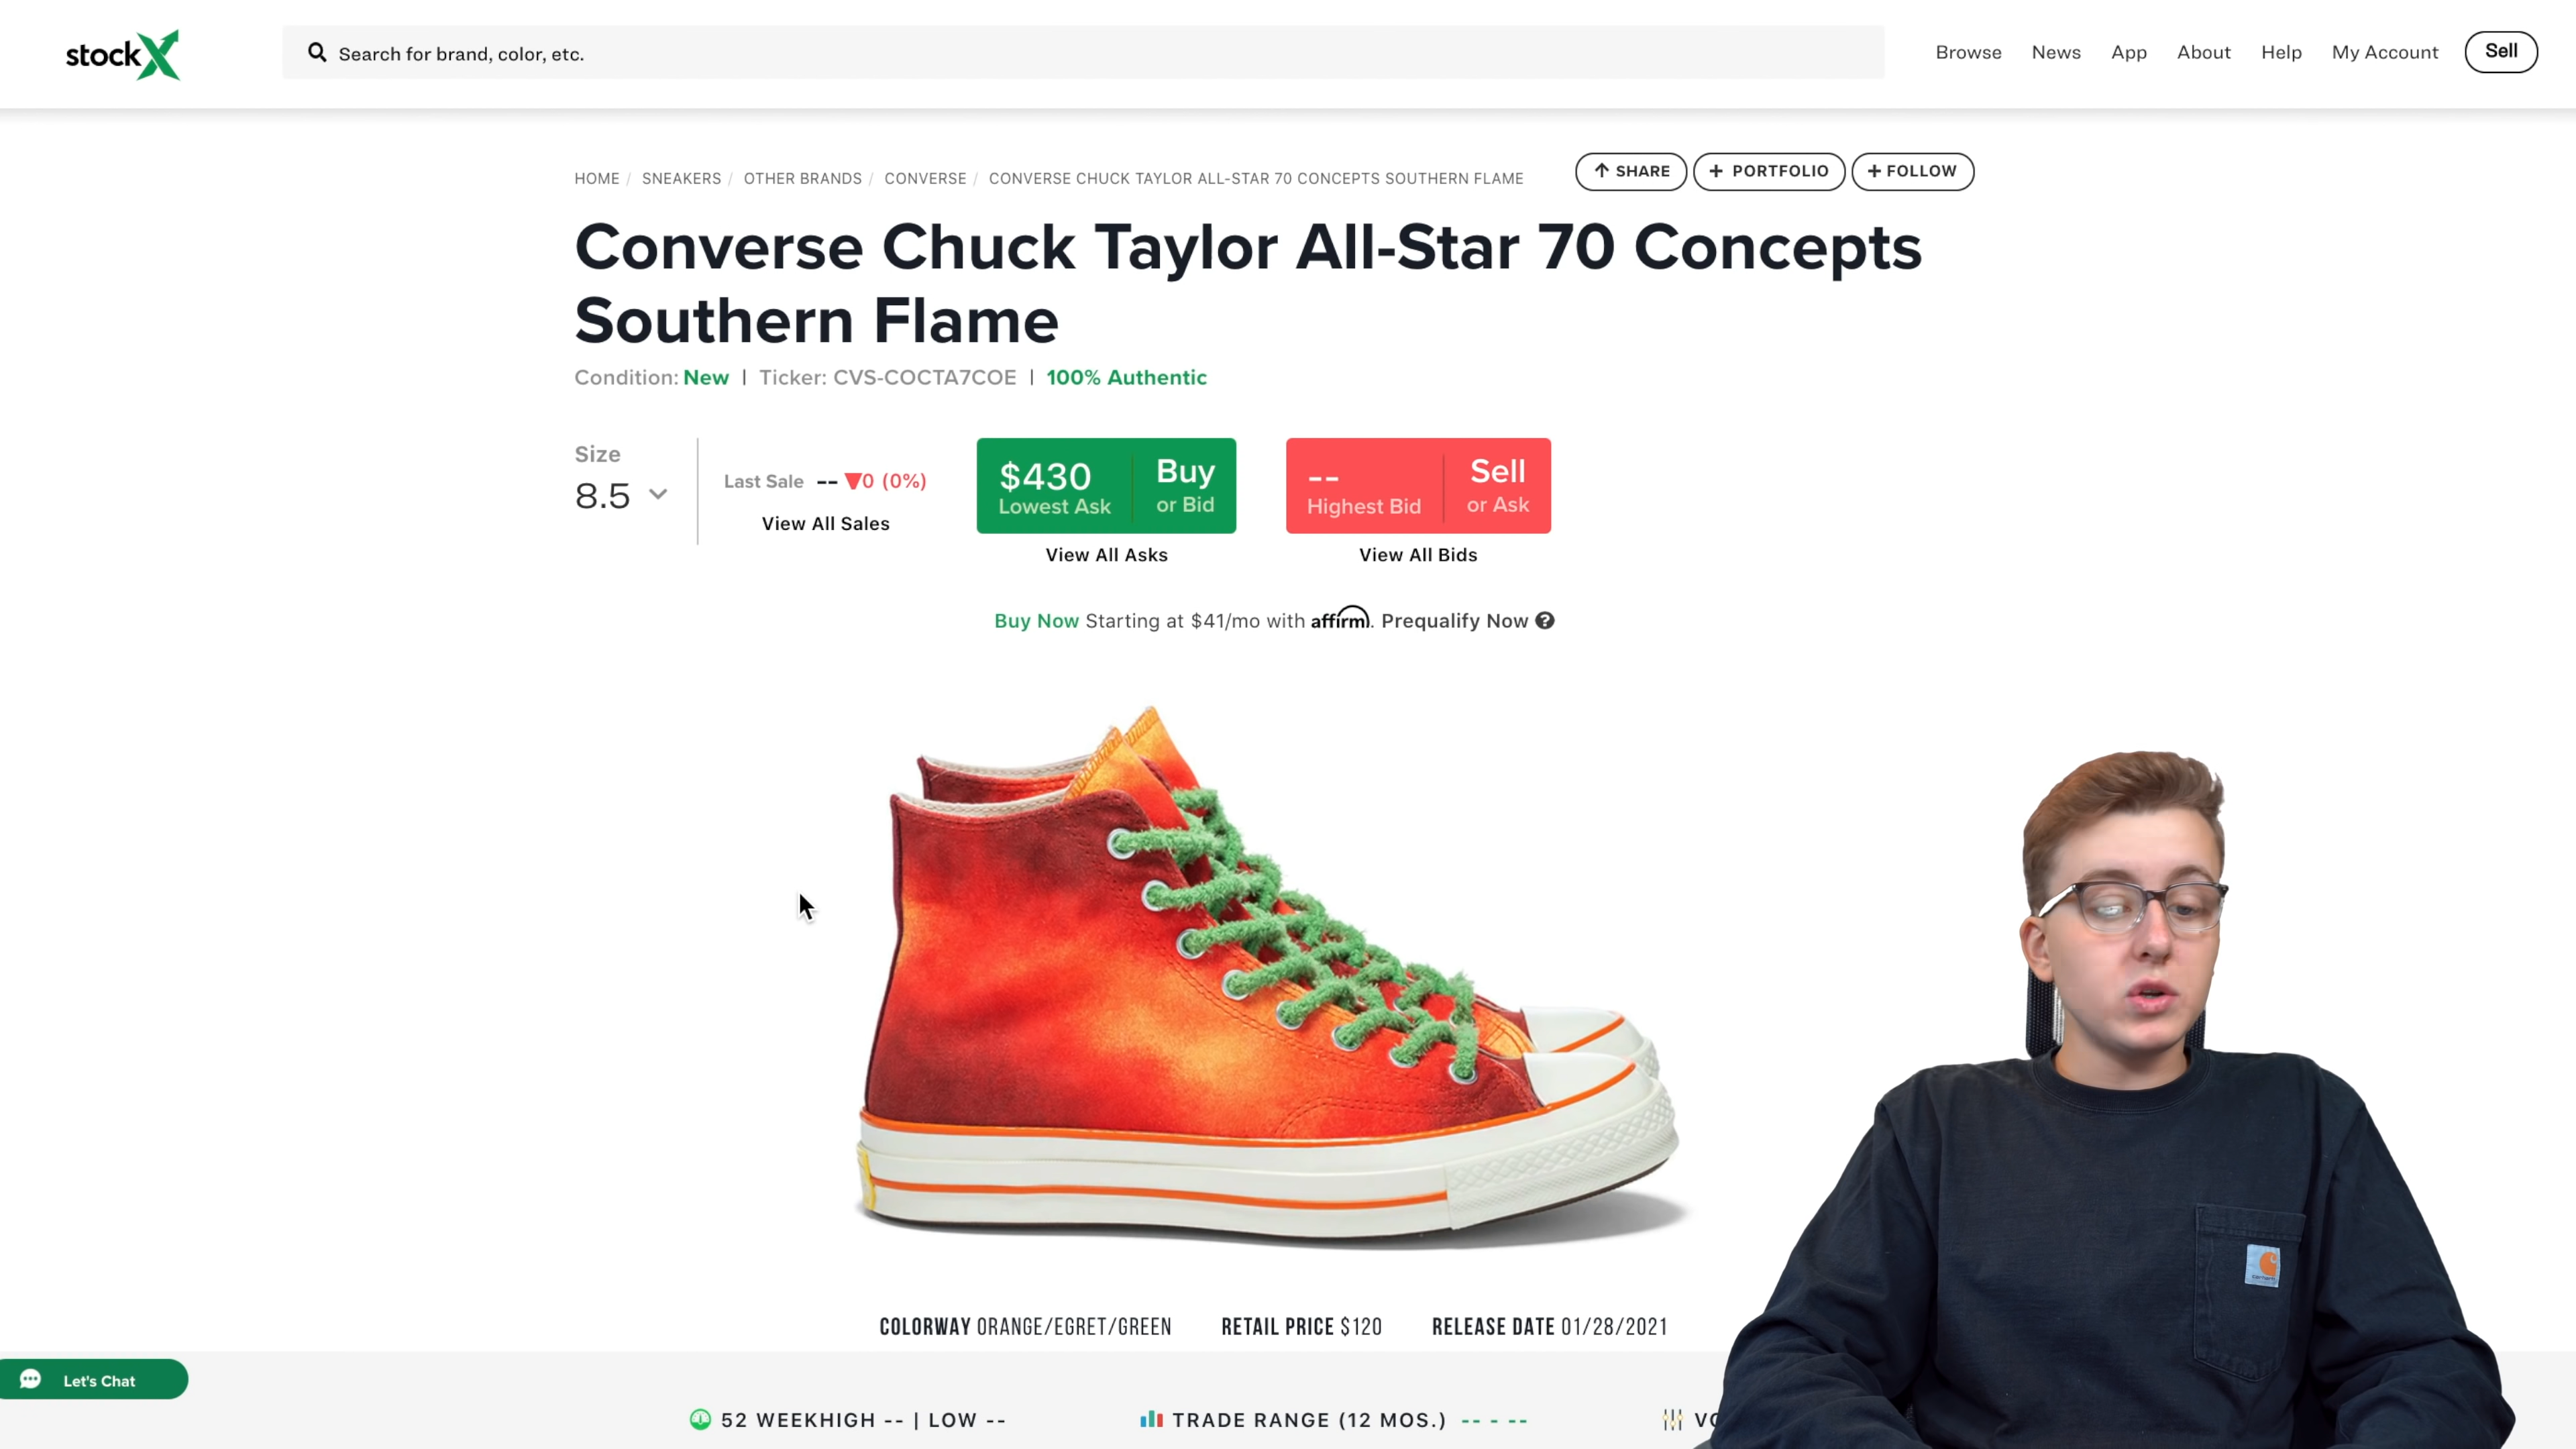 stockX
Search for brand, color, etc.
Browse News App About Help My Account Sell
HOME / SNEAKERS / OTHER BRANDS / CONVERSE / CONVERSE CHUCK TAYLOR ALL-STAR 70 CONCEPTS SOUTHERN FLAME
SHARE + PORTFOLIO + FOLLOW
Converse Chuck Taylor All-Star 70 Concepts
Southern Flame
Condition: New | Ticker: CVS-COCTA7COE | 100% Authentic
Size
8.5
Last Sale -- ▼0 (0%)
View All Sales
$430 Buy
Lowest Ask or Bid
View All Asks
-- Sell
Highest Bid or Ask
View All Bids
Buy Now Starting at $41/mo with affirm. Prequalify Now ?
COLORWAY ORANGE/EGRET/GREEN RETAIL PRICE $120 RELEASE DATE 01/28/2021
Let's Chat
52 WEEKHIGH -- | LOW -- TRADE RANGE (12 MOS.) -- - --